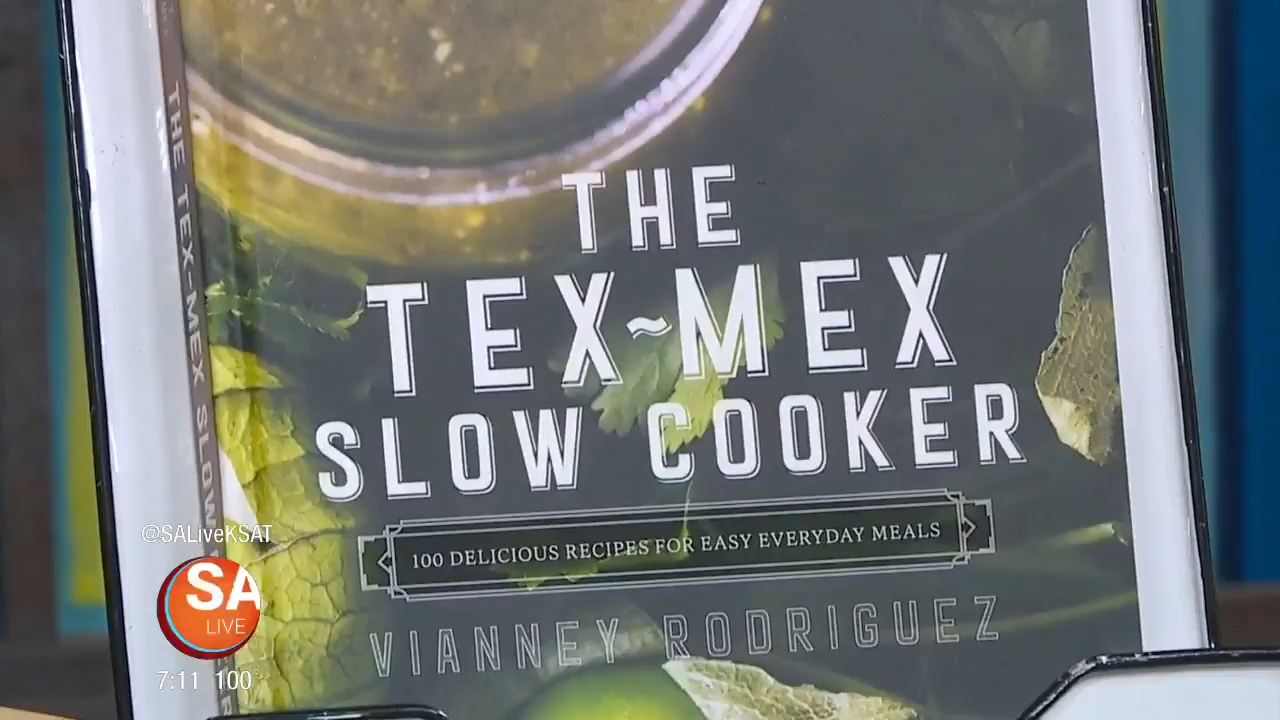 THE
TEX~MEX
SLOW COOKER
100 DELICIOUS RECIPES FOR EASY EVERYDAY MEALS
VIANNEY RODRIGUEZ
THE TEX-MEX SLOW
@SALiveKSAT
SA
LIVE
7:11 100°